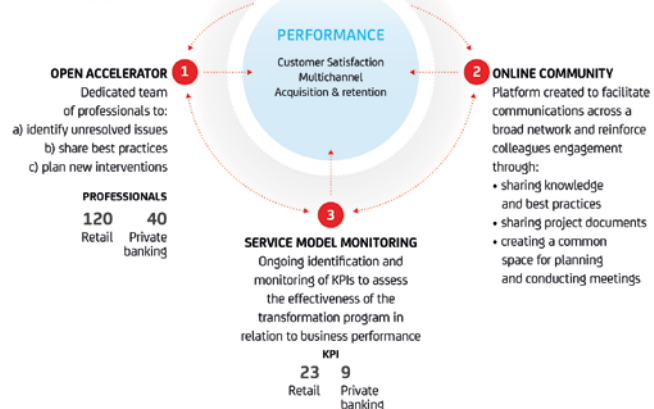 PERFORMANCE
Customer Satisfaction
Multichannel
Acquisition & retention
1
OPEN ACCELERATOR
Dedicated team
of professionals to:
a) identify unresolved issues
b) share best practices
c) plan new interventions
PROFESSIONALS
120 40
Retail Private
banking
2
ONLINE COMMUNITY
Platform created to facilitate
communications across a
broad network and reinforce
colleagues engagement
through:
• sharing knowledge
and best practices
• sharing project documents
• creating a common
space for planning
and conducting meetings
3
SERVICE MODEL MONITORING
Ongoing identification and
monitoring of KPIs to assess
the effectiveness of the
transformation program in
relation to business performance
KPI
23 9
Retail Private
banking